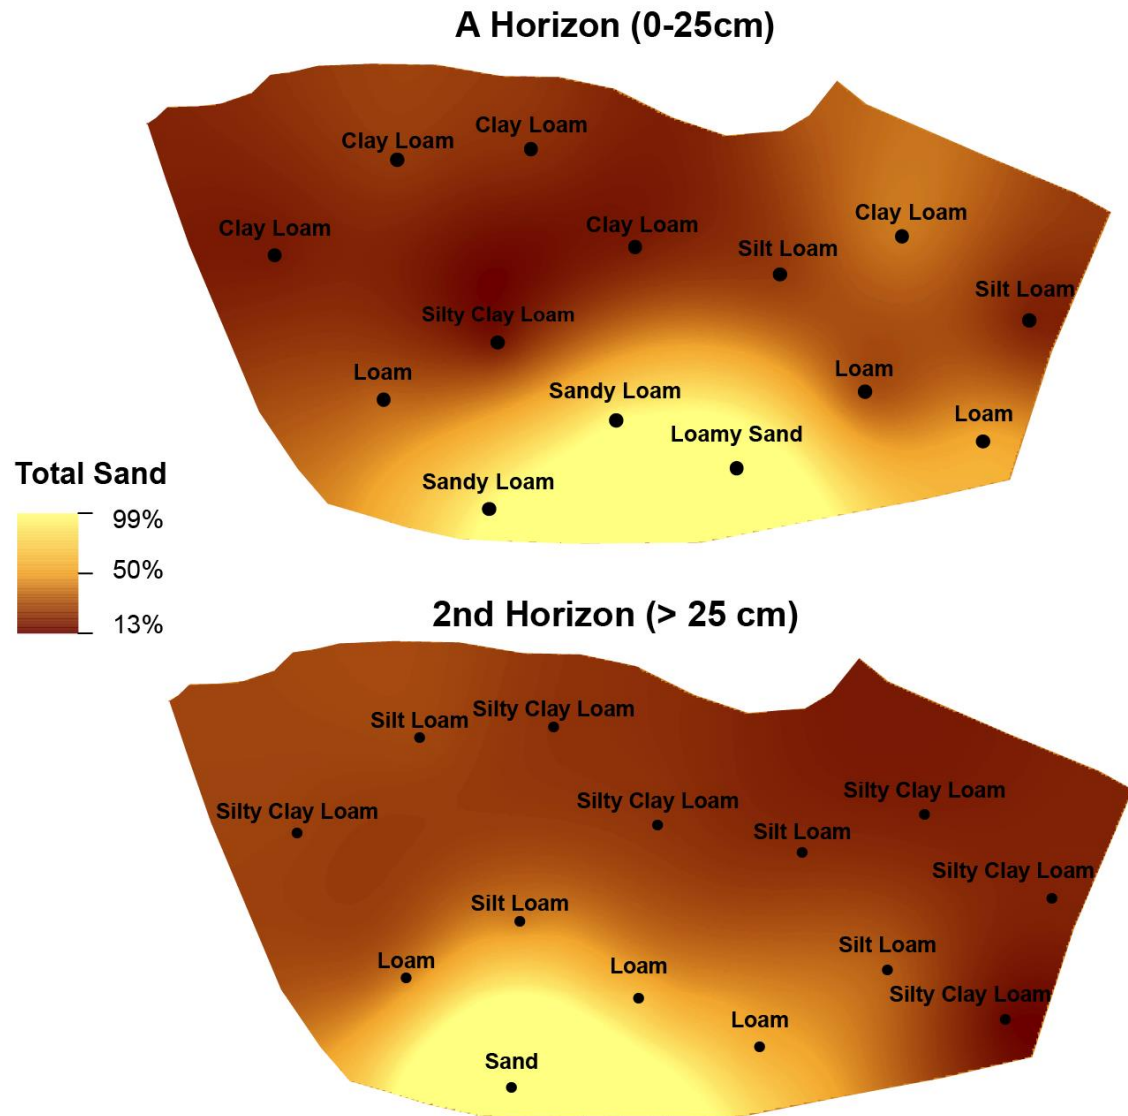 A Horizon (0-25cm)
Clay Loam
Clay Loam
Clay Loam
Clay Loam
Clay Loam
Silt Loam
Silt Loam
Silty Clay Loam
Loam
Loam
Sandy Loam
Loam
Loamy Sand
Sandy Loam
Total Sand
99%
50%
13%
2nd Horizon (> 25 cm)
Silt Loam
Silty Clay Loam
Silty Clay Loam
Silty Clay Loam
Silty Clay Loam
Silt Loam
Silty Clay Loam
Silt Loam
Silt Loam
Loam
Loam
Silty Clay Loam
Loam
Sand